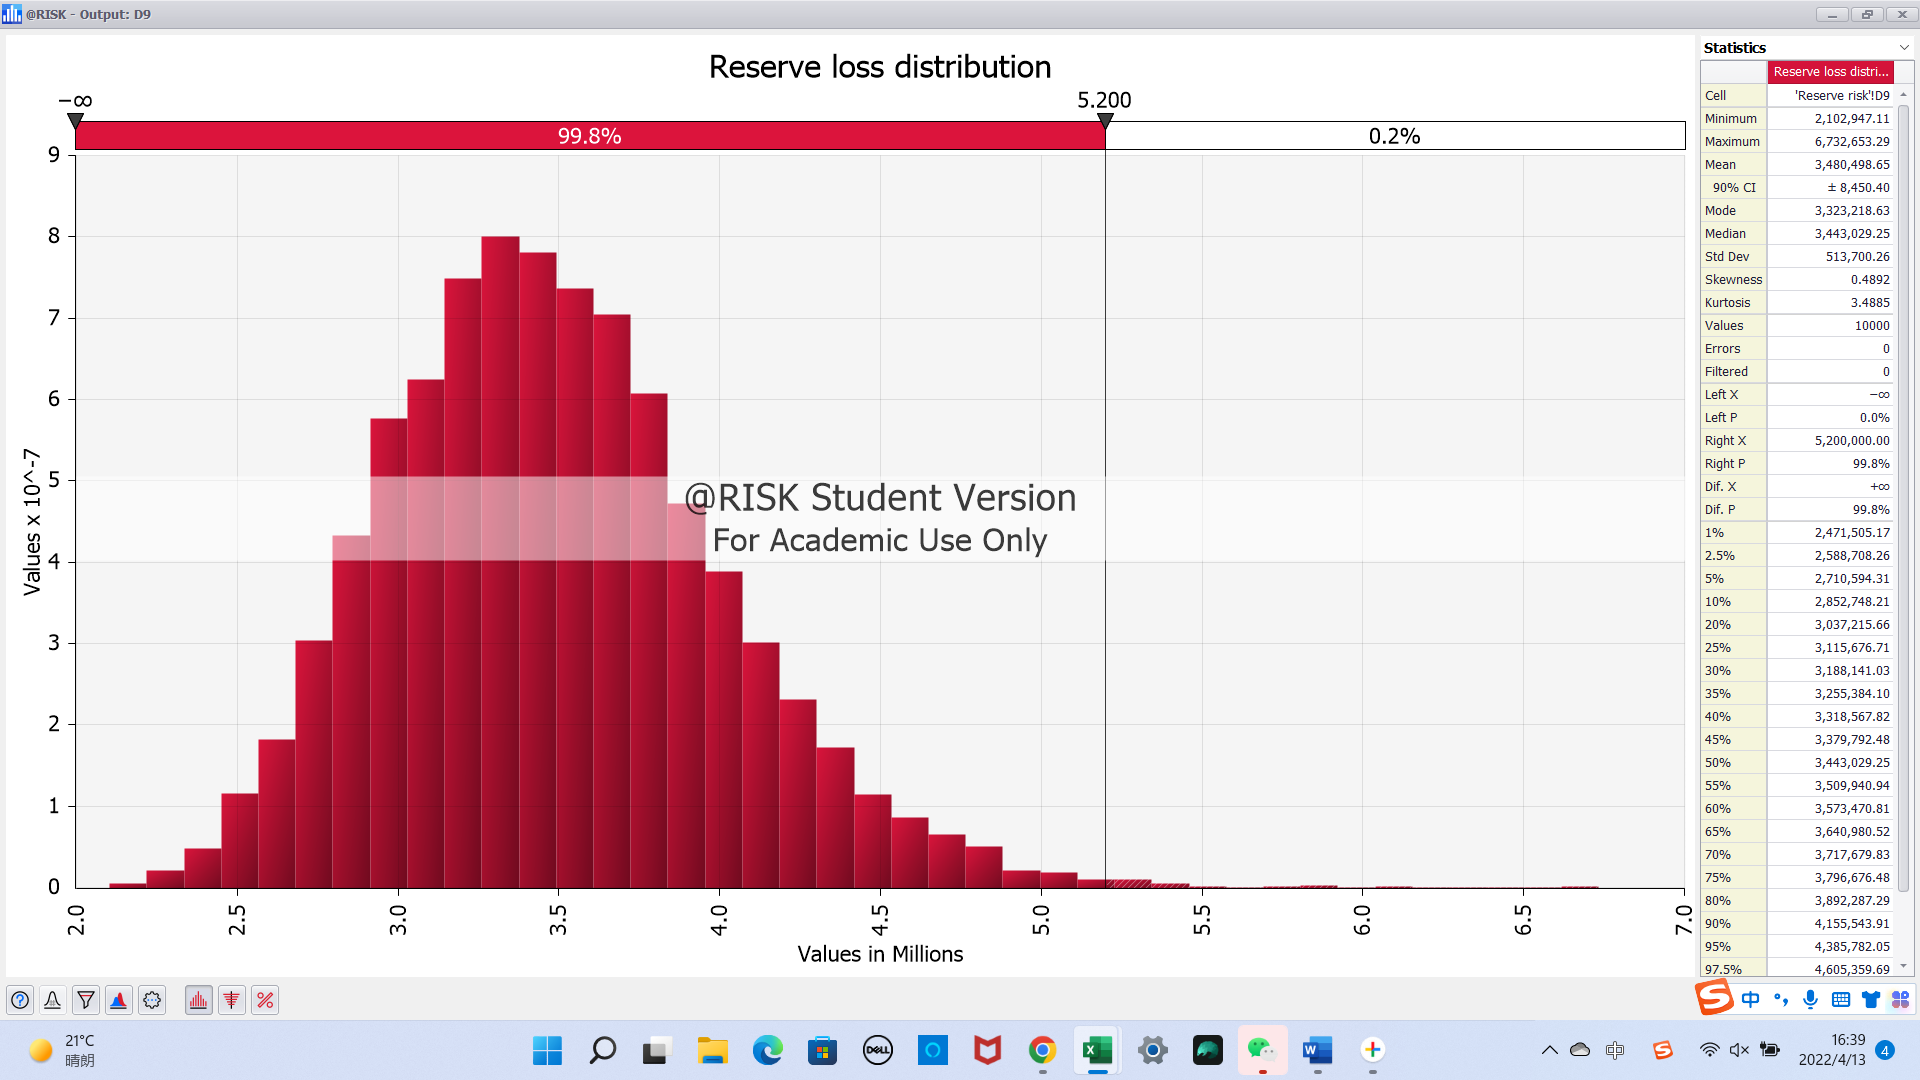 @RISK - Output: D9
Reserve loss distribution
−∞
5.200
99.8%
0.2%
9
8
7
6
5
4
3
2
1
0
Values x 10^-7
@RISK Student Version
For Academic Use Only
2.0
2.5
3.0
3.5
4.0
4.5
5.0
5.5
6.0
6.5
7.0
Values in Millions
Statistics
Reserve loss distri...
Cell 'Reserve risk'!D9
Minimum 2,102,947.11
Maximum 6,732,653.29
Mean 3,480,498.65
90% CI ± 8,450.40
Mode 3,323,218.63
Median 3,443,029.25
Std Dev 513,700.26
Skewness 0.4892
Kurtosis 3.4885
Values 10000
Errors 0
Filtered 0
Left X −∞
Left P 0.0%
Right X 5,200,000.00
Right P 99.8%
Dif. X +∞
Dif. P 99.8%
1% 2,471,505.17
2.5% 2,588,708.26
5% 2,710,594.31
10% 2,852,748.21
20% 3,037,215.66
25% 3,115,676.71
30% 3,188,141.03
35% 3,255,384.10
40% 3,318,567.82
45% 3,379,792.48
50% 3,443,029.25
55% 3,509,940.94
60% 3,573,470.81
65% 3,640,980.52
70% 3,717,679.83
75% 3,796,676.48
80% 3,892,287.29
90% 4,155,543.91
95% 4,385,782.05
97.5% 4,605,359.69
中
21°C
晴朗
DELL
中
16:39
2022/4/13
4